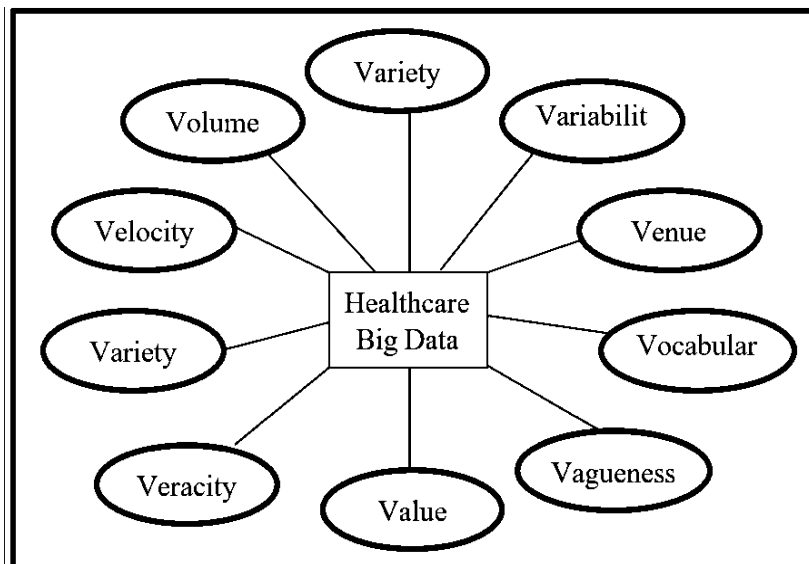 Variety
Volume
Variabilit
Velocity
Venue
Healthcare
Big Data
Variety
Vocabular
Veracity
Vagueness
Value